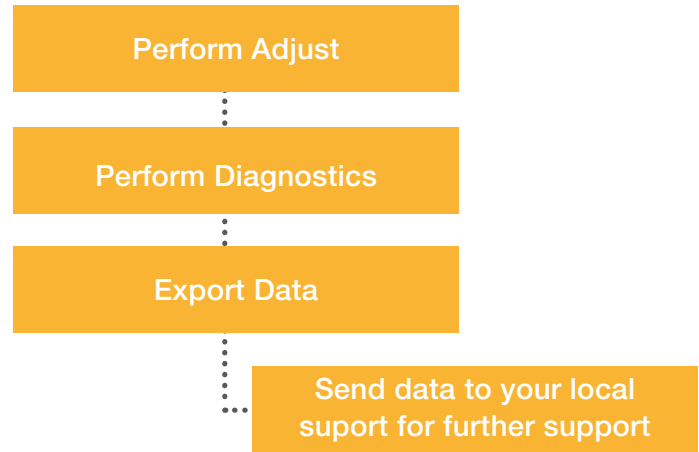 Perform Adjust
Perform Diagnostics
Export Data
Send data to your local
suport for further support